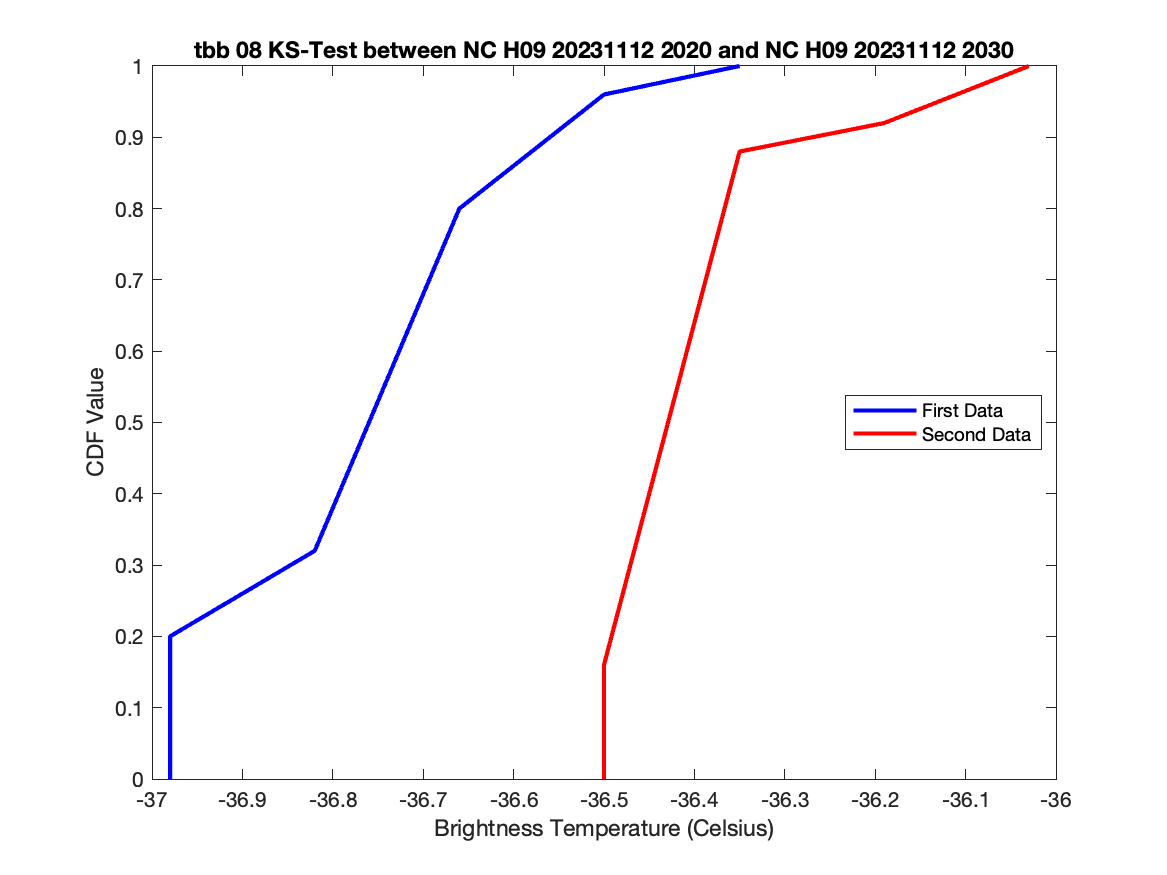 tbb 08 KS-Test between NC H09 20231112 2020 and NC H09 20231112 2030
1
0.9
0.8
0.7
0.6
0.5
0.4
0.3
0.2
0.1
0
CDF Value
First Data
Second Data
-37 -36.9 -36.8 -36.7 -36.6 -36.5 -36.4 -36.3 -36.2 -36.1 -36
Brightness Temperature (Celsius)